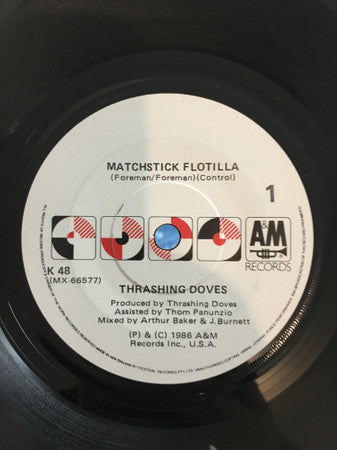 MATCHSTICK FLOTILLA
(Foreman/Foreman)(Control)
1
A&M
RECORDS
K 48
(MX-66577)
THRASHING DOVES
Produced by Thrashing Doves
Assisted by Thom Panunzio
Mixed by Arthur Baker & J.Burnett
(P) & (C) 1986 A&M
Records Inc., U.S.A.